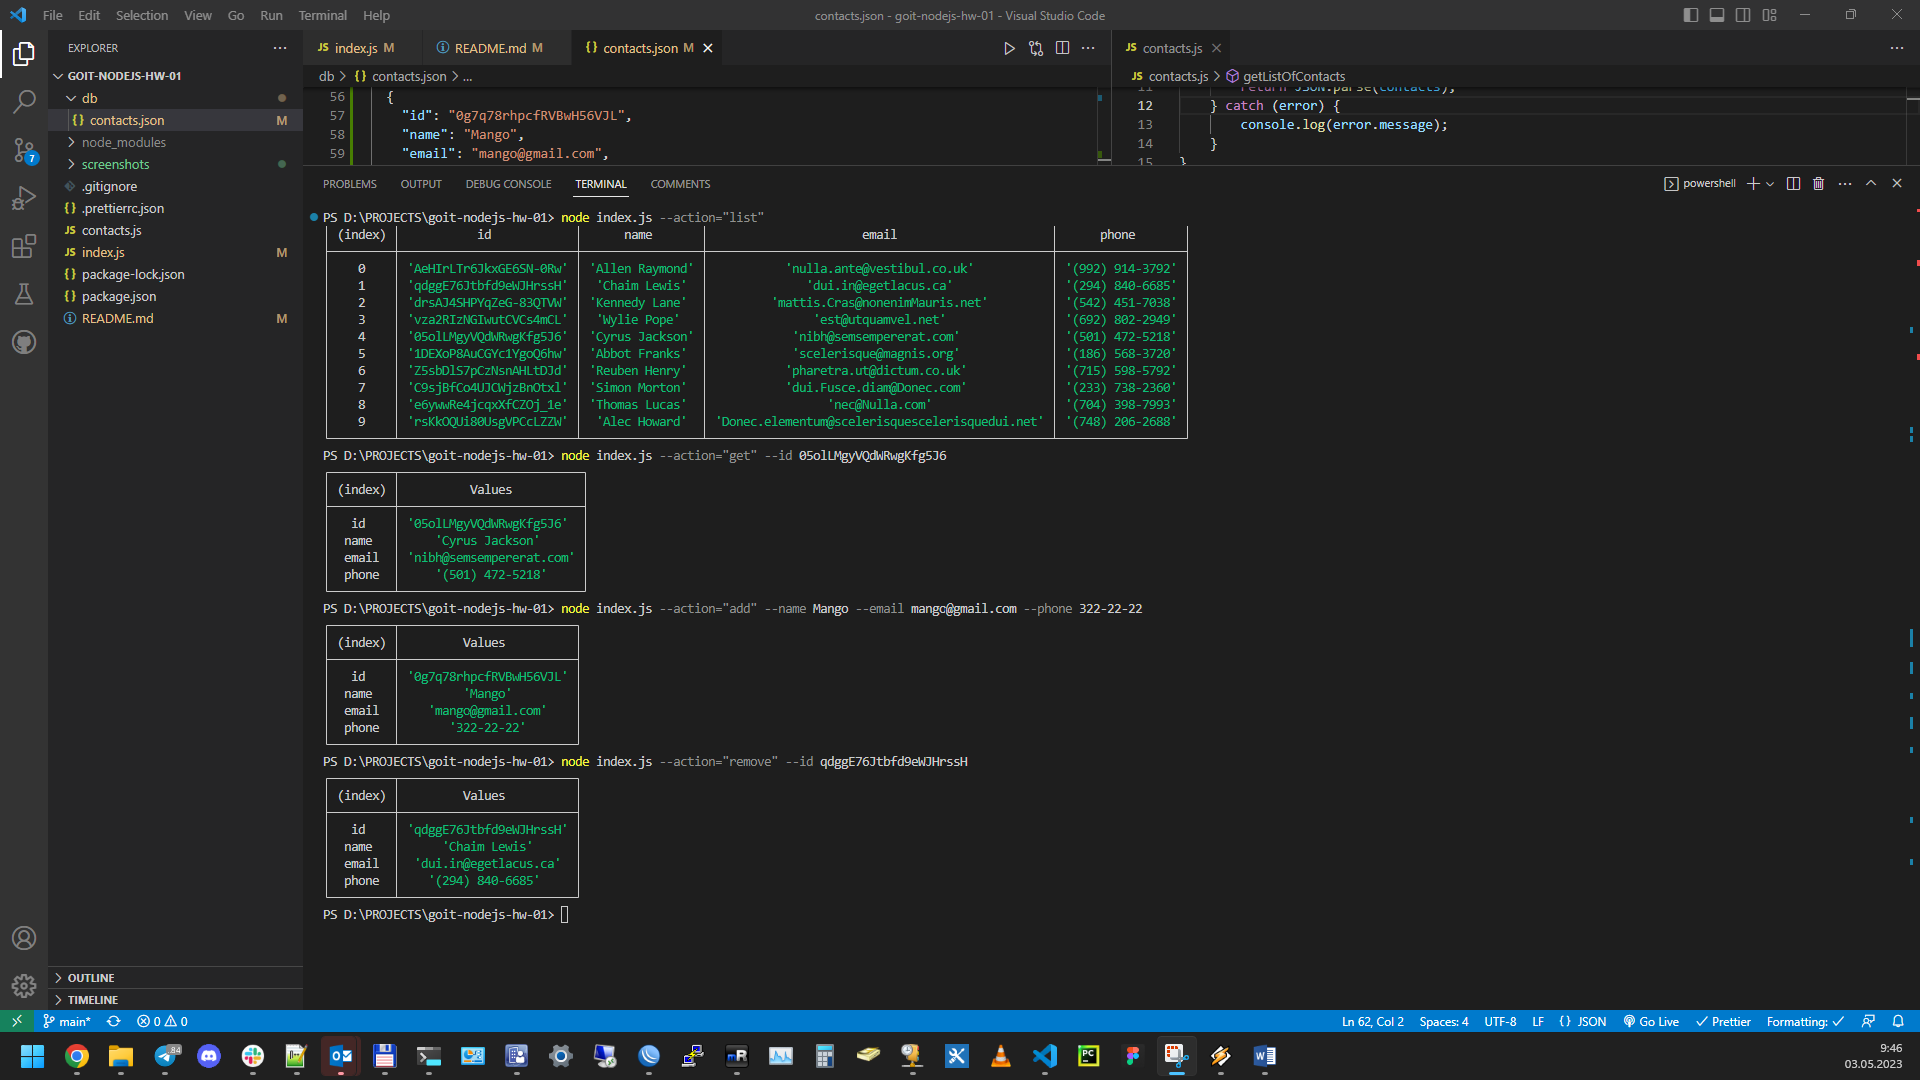 File Edit Selection View Go Run Terminal Help
contacts.json - goit-nodejs-hw-01 - Visual Studio Code
EXPLORER
GOIT-NODEJS-HW-01
db
{} contacts.json M
node_modules
screenshots
.gitignore
{} .prettierrc.json
JS contacts.js
JS index.js M
{} package-lock.json
{} package.json
README.md M
OUTLINE
TIMELINE
JS index.js M
README.md M
{} contacts.json M
db > {} contacts.json > ...
56 {
57 "id": "0g7q78rhpcfRVBwH56VJL",
58 "name": "Mango",
59 "email": "mango@gmail.com",
JS contacts.js
JS contacts.js > getListOfContacts
11 return JSON.parse(contacts);
12 } catch (error) {
13 console.log(error.message);
14 }
15 }
PROBLEMS OUTPUT DEBUG CONSOLE TERMINAL COMMENTS
powershell
PS D:\PROJECTS\goit-nodejs-hw-01> node index.js --action="list"
(index) id name email phone
0 'AeHIrLTr6JkxGE6SN-0Rw' 'Allen Raymond' 'nulla.ante@vestibul.co.uk' '(992) 914-3792'
1 'qdggE76Jtbfd9eWJHrssH' 'Chaim Lewis' 'dui.in@egetlacus.ca' '(294) 840-6685'
2 'drsAJ4SHPYqZeG-83QTVW' 'Kennedy Lane' 'mattis.Cras@nonenimMauris.net' '(542) 451-7038'
3 'vza2RIzNGIwutCVCs4mCL' 'Wylie Pope' 'est@utquamvel.net' '(692) 802-2949'
4 '05olLMgyVQdWRwgKfg5J6' 'Cyrus Jackson' 'nibh@semsempererat.com' '(501) 472-5218'
5 '1DEXoP8AuCGYc1YgoQ6hw' 'Abbot Franks' 'scelerisque@magnis.org' '(186) 568-3720'
6 'Z5sbDlS7pCzNsnAHLtDJd' 'Reuben Henry' 'pharetra.ut@dictum.co.uk' '(715) 598-5792'
7 'C9sjBfCo4UJCWjzBnOtxl' 'Simon Morton' 'dui.Fusce.diam@Donec.com' '(233) 738-2360'
8 'e6ywwRe4jcqxXfCZOj_1e' 'Thomas Lucas' 'nec@Nulla.com' '(704) 398-7993'
9 'rsKkOQUi80UsgVPCcLZZW' 'Alec Howard' 'Donec.elementum@scelerisquescelerisquedui.net' '(748) 206-2688'
PS D:\PROJECTS\goit-nodejs-hw-01> node index.js --action="get" --id 05olLMgyVQdWRwgKfg5J6
(index) Values
id '05olLMgyVQdWRwgKfg5J6'
name 'Cyrus Jackson'
email 'nibh@semsempererat.com'
phone '(501) 472-5218'
PS D:\PROJECTS\goit-nodejs-hw-01> node index.js --action="add" --name Mango --email mango@gmail.com --phone 322-22-22
(index) Values
id '0g7q78rhpcfRVBwH56VJL'
name 'Mango'
email 'mango@gmail.com'
phone '322-22-22'
PS D:\PROJECTS\goit-nodejs-hw-01> node index.js --action="remove" --id qdggE76Jtbfd9eWJHrssH
(index) Values
id 'qdggE76Jtbfd9eWJHrssH'
name 'Chaim Lewis'
email 'dui.in@egetlacus.ca'
phone '(294) 840-6685'
PS D:\PROJECTS\goit-nodejs-hw-01>
main* 0 0
Ln 62, Col 2 Spaces: 4 UTF-8 LF {} JSON Go Live Prettier Formatting:
9:46
03.05.2023